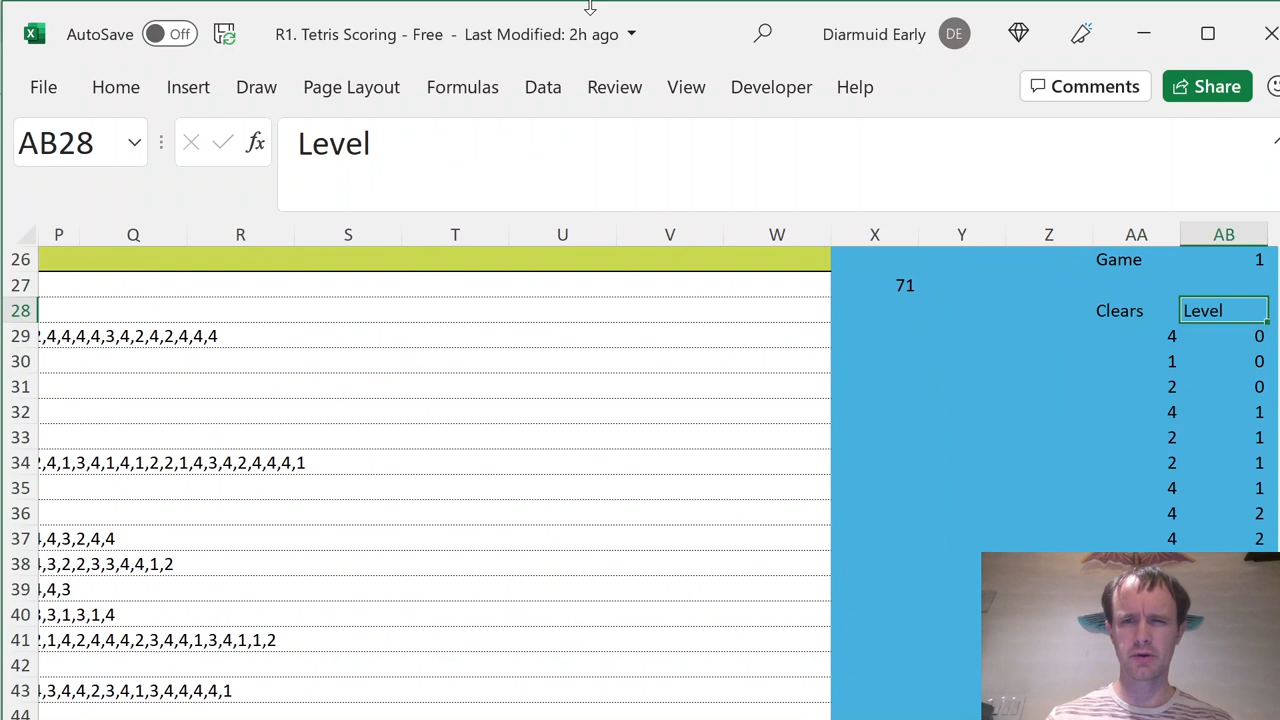 AutoSave Off R1. Tetris Scoring - Free - Last Modified: 2h ago Diarmuid Early DE
File Home Insert Draw Page Layout Formulas Data Review View Developer Help Comments Share
AB28 fx Level
P Q R S T U V W X Y Z AA AB
26 Game 1
27 71
28 Clears Level
29 2,4,4,4,4,3,4,2,4,2,4,4,4 4 0
30 1 0
31 2 0
32 4 1
33 2 1
34 2,4,1,3,4,1,4,1,2,2,1,4,3,4,2,4,4,4,1 2 1
35 4 1
36 4 2
37 4,4,3,2,4,4 4 2
38 4,3,2,2,3,3,4,4,1,2
39 4,4,3
40 3,3,1,3,1,4
41 2,1,4,2,4,4,4,2,3,4,4,1,3,4,1,1,2
42
43 4,3,4,4,2,3,4,1,3,4,4,4,4,1
44